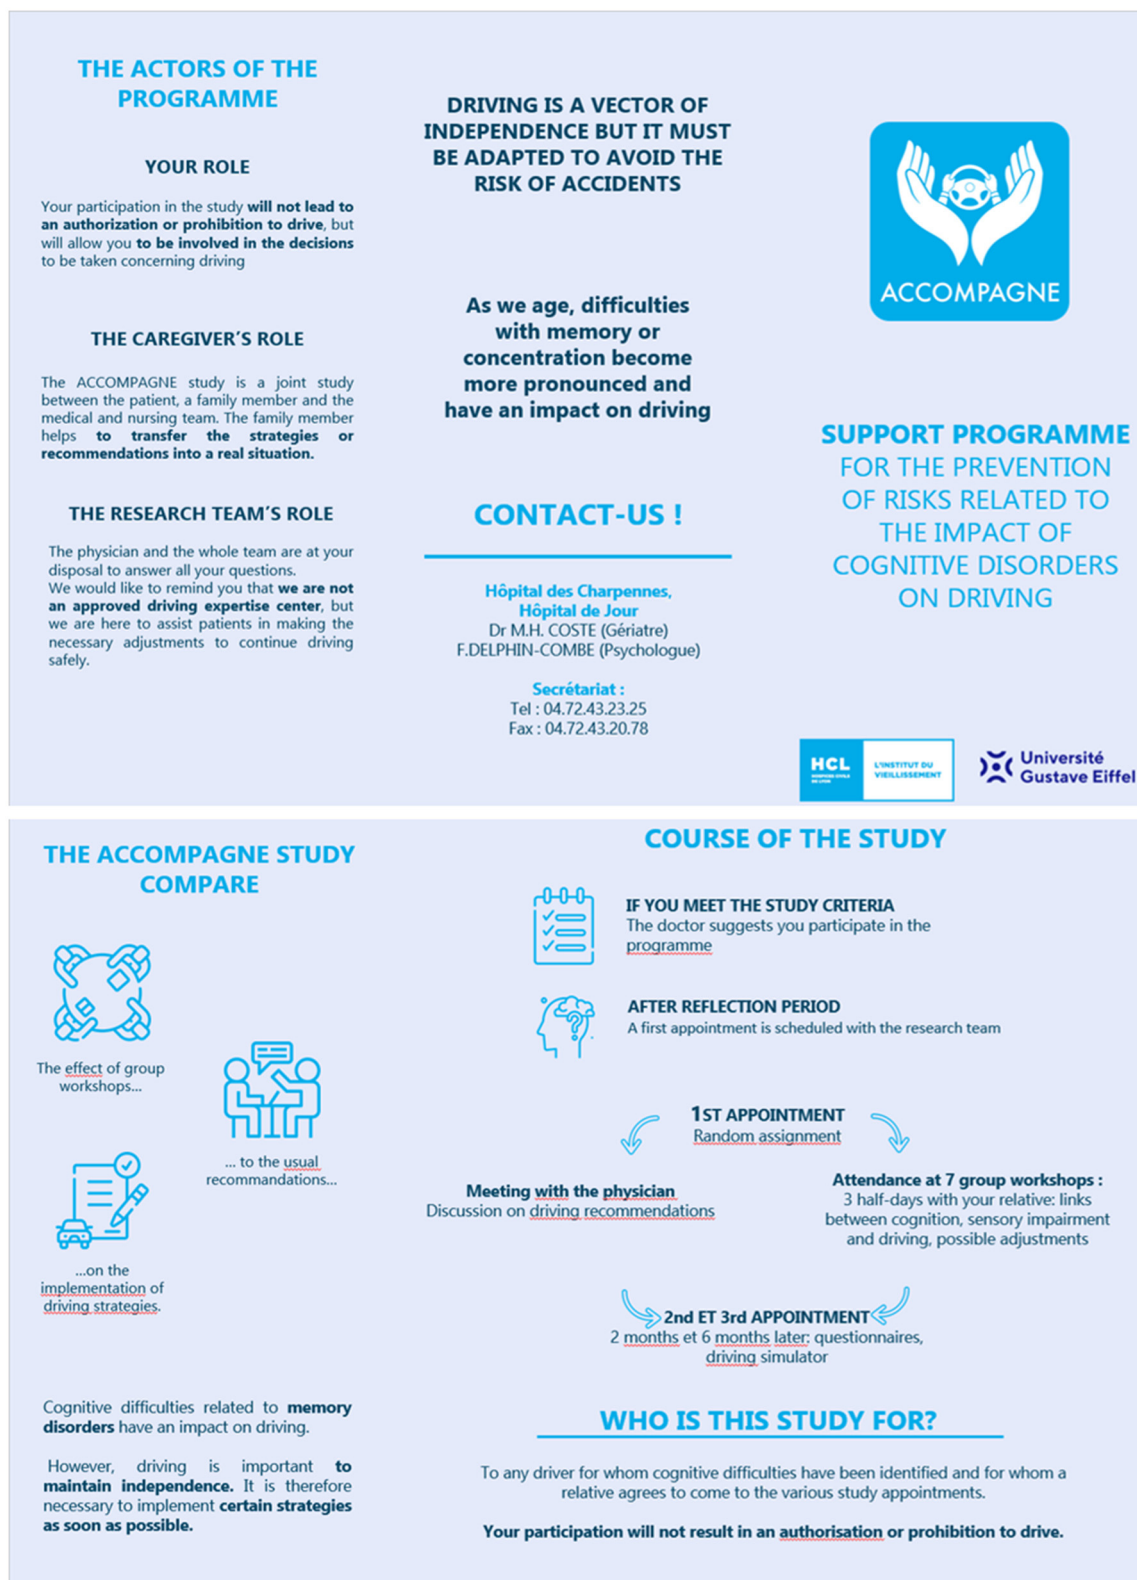 THE ACTORS OF THE
PROGRAMME
YOUR ROLE
Your participation in the study will not lead to
an authorization or prohibition to drive, but
will allow you to be involved in the decisions
to be taken concerning driving
THE CAREGIVER'S ROLE
The ACCOMPAGNE study is a joint study
between the patient, a family member and the
medical and nursing team. The family member
helps to transfer the strategies or
recommendations into a real situation.
THE RESEARCH TEAM'S ROLE
The physician and the whole team are at your
disposal to answer all your questions.
We would like to remind you that we are not
an approved driving expertise center, but
we are here to assist patients in making the
necessary adjustments to continue driving
safely.
DRIVING IS A VECTOR OF
INDEPENDENCE BUT IT MUST
BE ADAPTED TO AVOID THE
RISK OF ACCIDENTS
As we age, difficulties
with memory or
concentration become
more pronounced and
have an impact on driving
CONTACT-US !
Hôpital des Charpennes,
Hôpital de Jour
Dr M.H. COSTE (Gériatre)
F.DELPHIN-COMBE (Psychologue)
Secrétariat :
Tel : 04.72.43.23.25
Fax : 04.72.43.20.78
ACCOMPAGNE
SUPPORT PROGRAMME
FOR THE PREVENTION
OF RISKS RELATED TO
THE IMPACT OF
COGNITIVE DISORDERS
ON DRIVING
HCL
HOSPICES CIVILS
DE LYON
L'INSTITUT DU
VIEILLISSEMENT
Université
Gustave Eiffel
THE ACCOMPAGNE STUDY
COMPARE
The effect of group
workshops...
... to the usual
recommandations...
...on the
implementation of
driving strategies.
Cognitive difficulties related to memory
disorders have an impact on driving.
However, driving is important to
maintain independence. It is therefore
necessary to implement certain strategies
as soon as possible.
COURSE OF THE STUDY
IF YOU MEET THE STUDY CRITERIA
The doctor suggests you participate in the
programme
AFTER REFLECTION PERIOD
A first appointment is scheduled with the research team
1ST APPOINTMENT
Random assignment
Meeting with the physician
Discussion on driving recommendations
Attendance at 7 group workshops :
3 half-days with your relative: links
between cognition, sensory impairment
and driving, possible adjustments
2nd ET 3rd APPOINTMENT
2 months et 6 months later: questionnaires,
driving simulator
WHO IS THIS STUDY FOR?
To any driver for whom cognitive difficulties have been identified and for whom a
relative agrees to come to the various study appointments.
Your participation will not result in an authorisation or prohibition to drive.